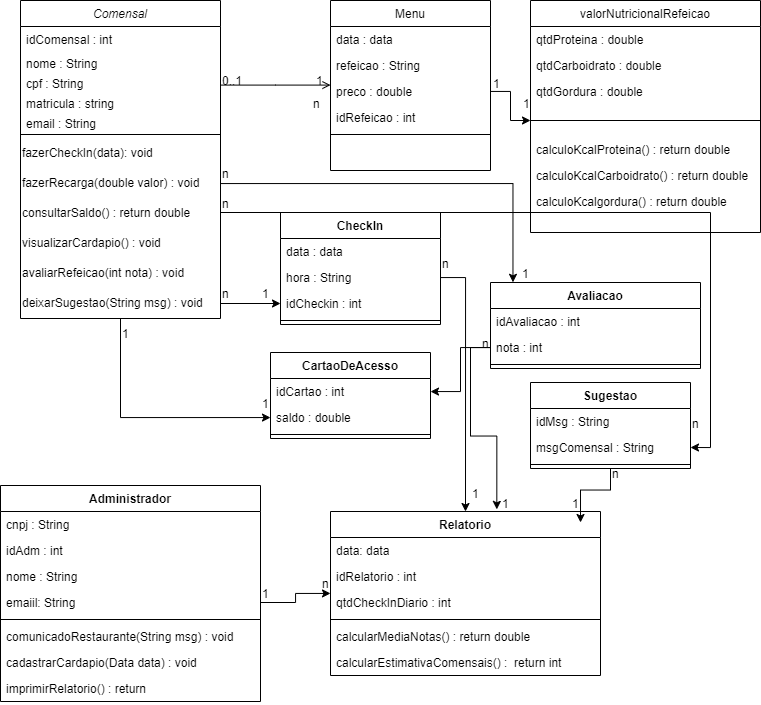 Comensal
idComensal : int
nome : String
cpf : String
matricula : string
email : String
fazerCheckIn(data): void
fazerRecarga(double valor) : void
consultarSaldo() : return double
visualizarCardapio() : void
avaliarRefeicao(int nota) : void
deixarSugestao(String msg) : void
0..1
1
n
Menu
data : data
refeicao : String
preco : double
idRefeicao : int
1
1
valorNutricionalRefeicao
qtdProteina : double
qtdCarboidrato : double
qtdGordura : double
calculoKcalProteina() : return double
calculoKcalCarboidrato() : return double
calculoKcalgordura() : return double
n
n
n
1
CheckIn
data : data
hora : String
idCheckin : int
n
1
Avaliacao
idAvaliacao : int
nota : int
n
1
1
CartaoDeAcesso
idCartao : int
saldo : double
Sugestao
idMsg : String
msgComensal : String
n
n
1
1
1
Administrador
cnpj : String
idAdm : int
nome : String
emaiil: String
comunicadoRestaurante(String msg) : void
cadastrarCardapio(Data data) : void
imprimirRelatorio() : return
1
n
Relatorio
data: data
idRelatorio : int
qtdCheckInDiario : int
calcularMediaNotas() : return double
calcularEstimativaComensais() : return int